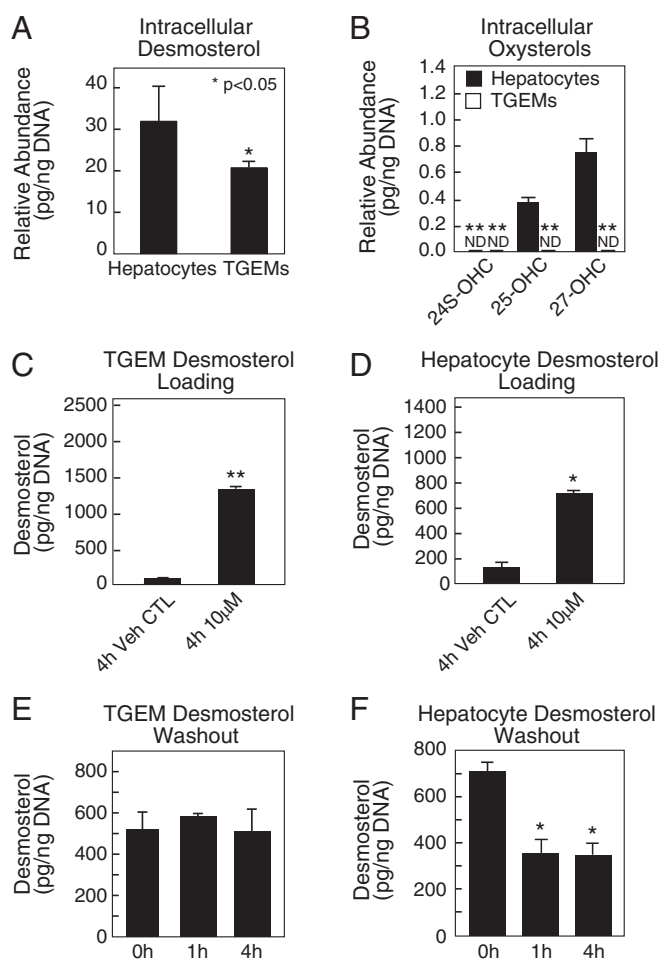 A
Intracellular
Desmosterol
Relative Abundance
(pg/ng DNA)
40
30
20
10
0
* p<0.05
*
Hepatocytes TGEMs
B
Intracellular
Oxysterols
Relative Abundance
(pg/ng DNA)
1.4
1.2
1.0
0.8
0.6
0.4
0.2
0.0
Hepatocytes
TGEMs
** ** ** **
ND ND ND ND
24S-OHC
25-OHC
27-OHC
C
TGEM Desmosterol
Loading
Desmosterol
(pg/ng DNA)
2500
2000
1500
1000
500
0
**
4h Veh CTL
4h 10μM
D
Hepatocyte Desmosterol
Loading
Desmosterol
(pg/ng DNA)
1400
1200
1000
800
600
400
200
0
*
4h Veh CTL
4h 10μM
E
TGEM Desmosterol
Washout
Desmosterol
(pg/ng DNA)
800
600
400
200
0
0h 1h 4h
F
Hepatocyte Desmosterol
Washout
Desmosterol
(pg/ng DNA)
800
600
400
200
0
* *
0h 1h 4h